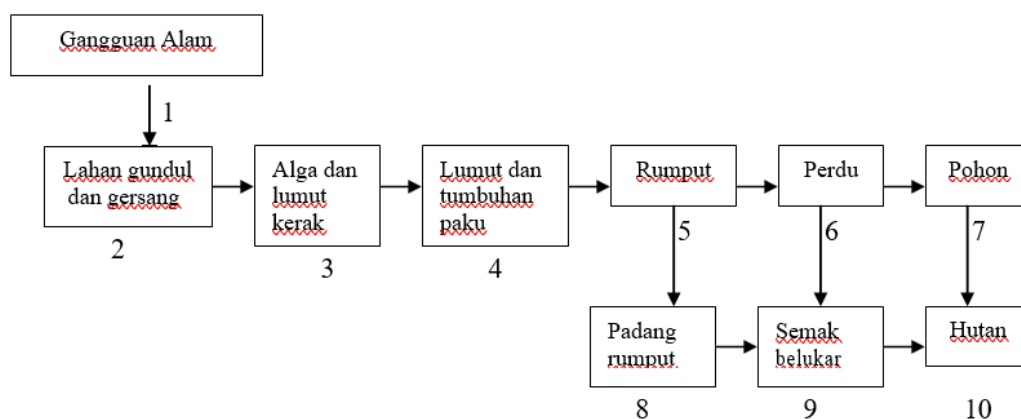 Gangguan Alam
1
Lahan gundul
dan gersang
2
Alga dan
lumut
kerak
3
Lumut dan
tumbuhan
paku
4
Rumput
5
Perdu
6
Pohon
7
Padang
rumput
8
Semak
belukar
9
Hutan
10